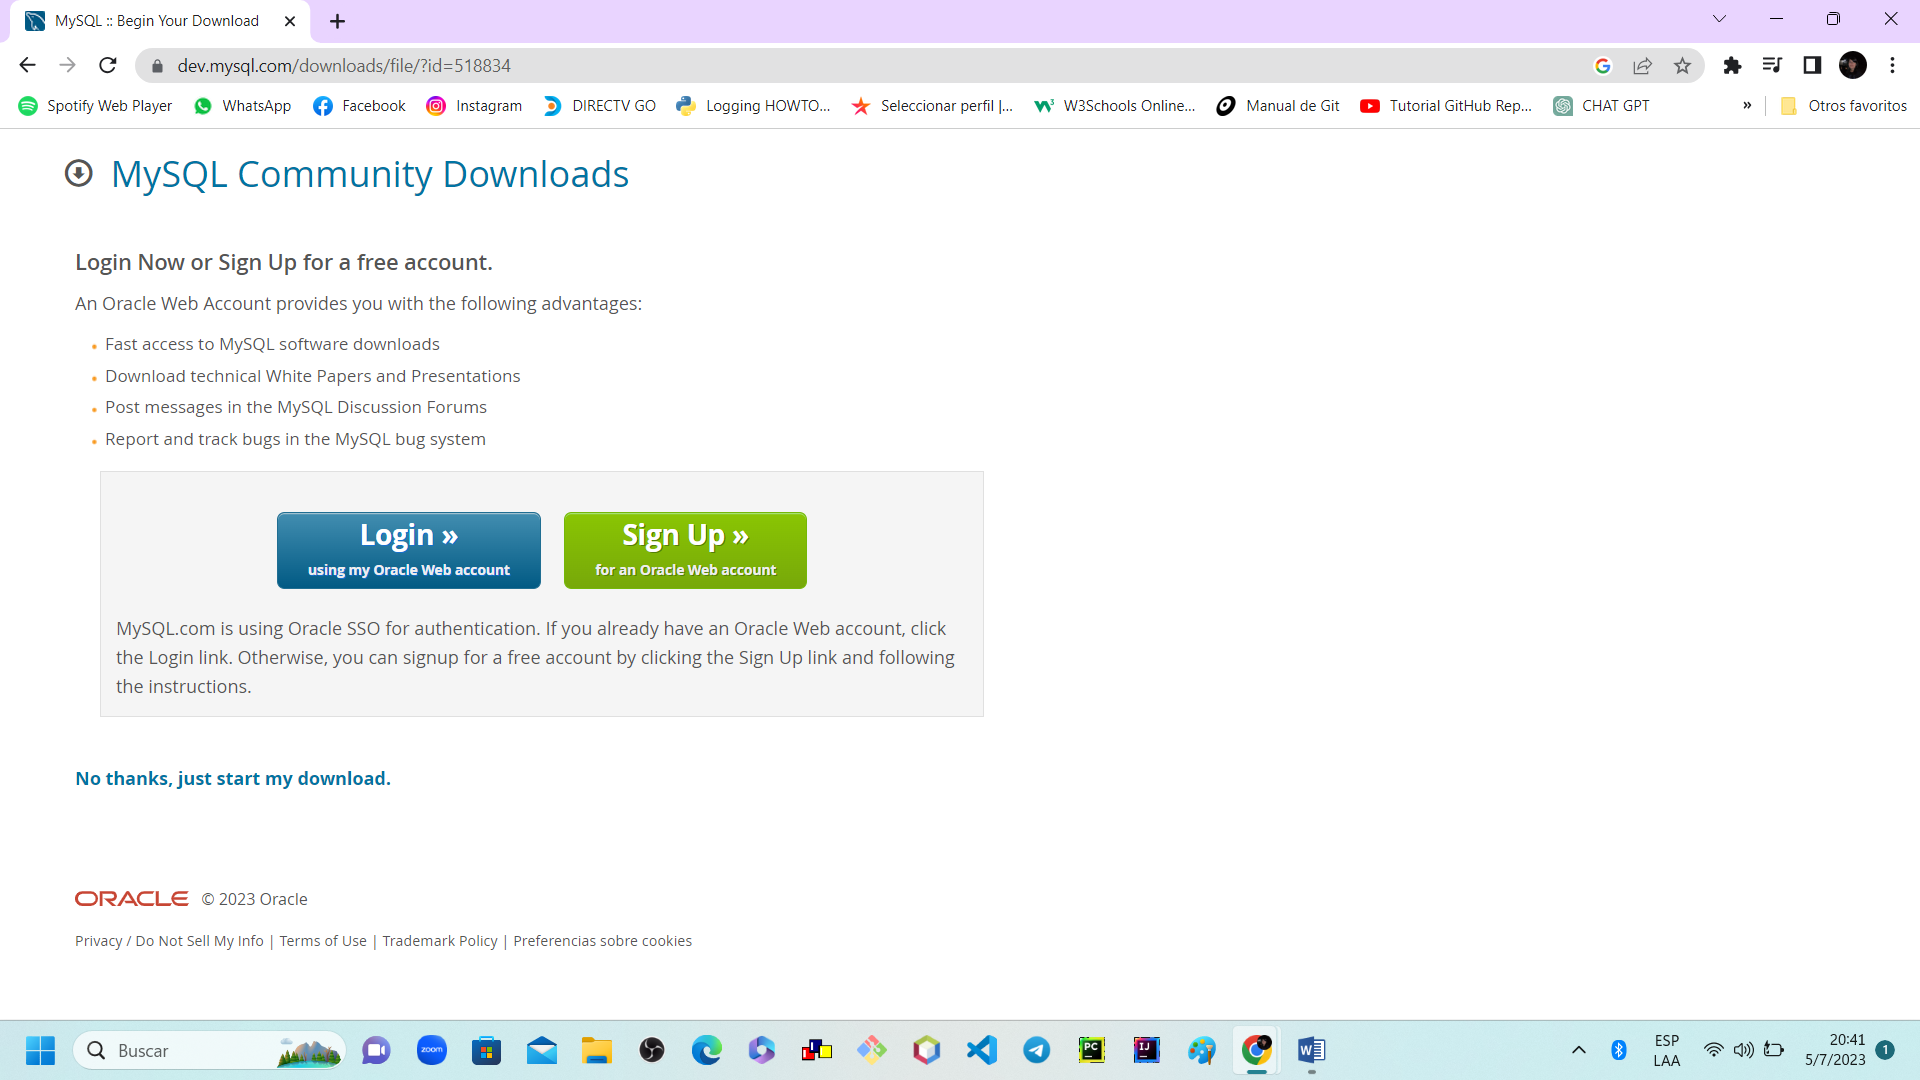 MySQL :: Begin Your Download
dev.mysql.com/downloads/file/?id=518834
Spotify Web Player
WhatsApp
Facebook
Instagram
DIRECTV GO
Logging HOWTO...
Seleccionar perfil |...
W3Schools Online...
Manual de Git
Tutorial GitHub Rep...
CHAT GPT
»
Otros favoritos
MySQL Community Downloads
Login Now or Sign Up for a free account.
An Oracle Web Account provides you with the following advantages:
Fast access to MySQL software downloads
Download technical White Papers and Presentations
Post messages in the MySQL Discussion Forums
Report and track bugs in the MySQL bug system
Login »
using my Oracle Web account
Sign Up »
for an Oracle Web account
MySQL.com is using Oracle SSO for authentication. If you already have an Oracle Web account, click
the Login link. Otherwise, you can signup for a free account by clicking the Sign Up link and following
the instructions.
No thanks, just start my download.
ORACLE © 2023 Oracle
Privacy / Do Not Sell My Info | Terms of Use | Trademark Policy | Preferencias sobre cookies
Buscar
zoom
PC
IJ
W
ESP
LAA
20:41
5/7/2023
1